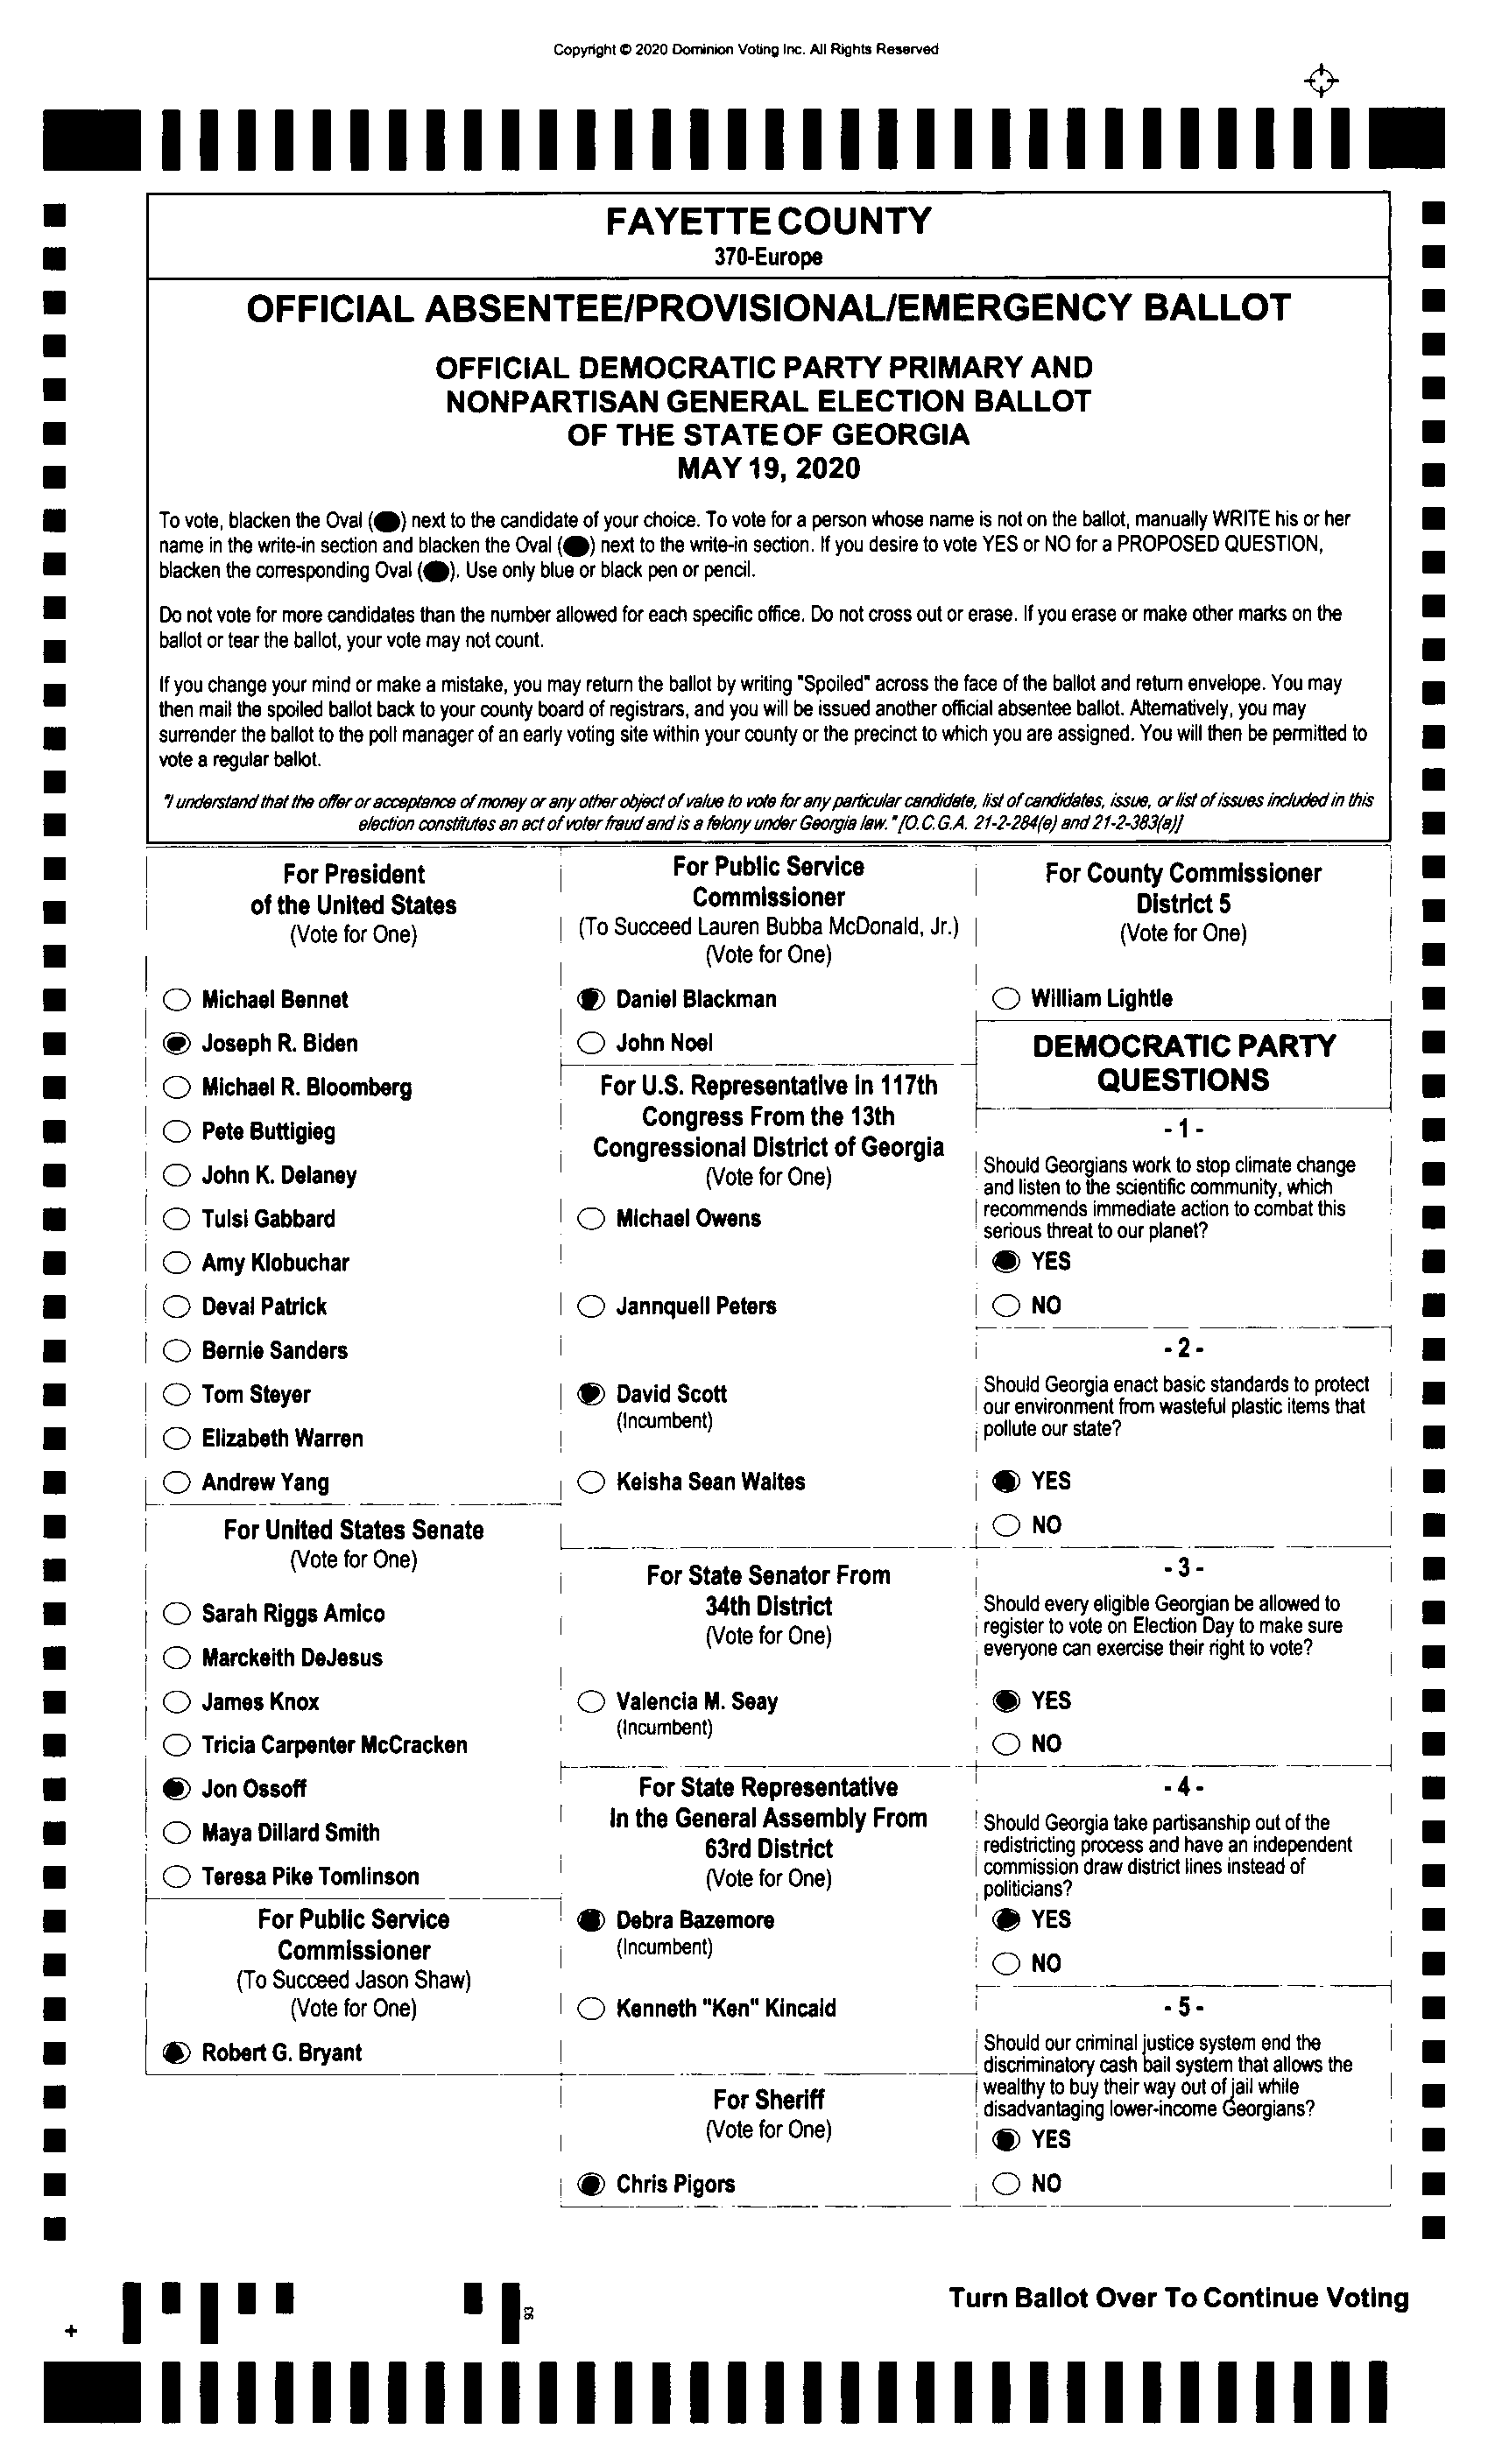 Copyright © 2020 Dominion Voting Inc. All Rights Reserved
FAYETTE COUNTY
370-Europe
OFFICIAL ABSENTEE/PROVISIONAL/EMERGENCY BALLOT
OFFICIAL DEMOCRATIC PARTY PRIMARY AND
NONPARTISAN GENERAL ELECTION BALLOT
OF THE STATE OF GEORGIA
MAY 19, 2020
To vote, blacken the Oval (●) next to the candidate of your choice. To vote for a person whose name is not on the ballot, manually WRITE his or her
name in the write-in section and blacken the Oval (●) next to the write-in section. If you desire to vote YES or NO for a PROPOSED QUESTION,
blacken the corresponding Oval (●). Use only blue or black pen or pencil.
Do not vote for more candidates than the number allowed for each specific office. Do not cross out or erase. If you erase or make other marks on the
ballot or tear the ballot, your vote may not count.
If you change your mind or make a mistake, you may return the ballot by writing "Spoiled" across the face of the ballot and return envelope. You may
then mail the spoiled ballot back to your county board of registrars, and you will be issued another official absentee ballot. Alternatively, you may
surrender the ballot to the poll manager of an early voting site within your county or the precinct to which you are assigned. You will then be permitted to
vote a regular ballot.
"I understand that the offer or acceptance of money or any other object of value to vote for any particular candidate, list of candidates, issue, or list of issues included in this
election constitutes an act of voter fraud and is a felony under Georgia law." [O.C.G.A. 21-2-284(e) and 21-2-383(a)]
For President
of the United States
(Vote for One)
Michael Bennet
Joseph R. Biden
Michael R. Bloomberg
Pete Buttigieg
John K. Delaney
Tulsi Gabbard
Amy Klobuchar
Deval Patrick
Bernie Sanders
Tom Steyer
Elizabeth Warren
Andrew Yang
For United States Senate
(Vote for One)
Sarah Riggs Amico
Marckeith DeJesus
James Knox
Tricia Carpenter McCracken
Jon Ossoff
Maya Dillard Smith
Teresa Pike Tomlinson
For Public Service
Commissioner
(To Succeed Jason Shaw)
(Vote for One)
Robert G. Bryant
For Public Service
Commissioner
(To Succeed Lauren Bubba McDonald, Jr.)
(Vote for One)
Daniel Blackman
John Noel
For U.S. Representative in 117th
Congress From the 13th
Congressional District of Georgia
(Vote for One)
Michael Owens
Jannquell Peters
David Scott
(Incumbent)
Keisha Sean Waites
For State Senator From
34th District
(Vote for One)
Valencia M. Seay
(Incumbent)
For State Representative
In the General Assembly From
63rd District
(Vote for One)
Debra Bazemore
(Incumbent)
Kenneth "Ken" Kincaid
For Sheriff
(Vote for One)
Chris Pigors
For County Commissioner
District 5
(Vote for One)
William Lightle
DEMOCRATIC PARTY
QUESTIONS
- 1 -
Should Georgians work to stop climate change
and listen to the scientific community, which
recommends immediate action to combat this
serious threat to our planet?
YES
NO
- 2 -
Should Georgia enact basic standards to protect
our environment from wasteful plastic items that
pollute our state?
YES
NO
- 3 -
Should every eligible Georgian be allowed to
register to vote on Election Day to make sure
everyone can exercise their right to vote?
YES
NO
- 4 -
Should Georgia take partisanship out of the
redistricting process and have an independent
commission draw district lines instead of
politicians?
YES
NO
- 5 -
Should our criminal justice system end the
discriminatory cash bail system that allows the
wealthy to buy their way out of jail while
disadvantaging lower-income Georgians?
YES
NO
Turn Ballot Over To Continue Voting
93
+